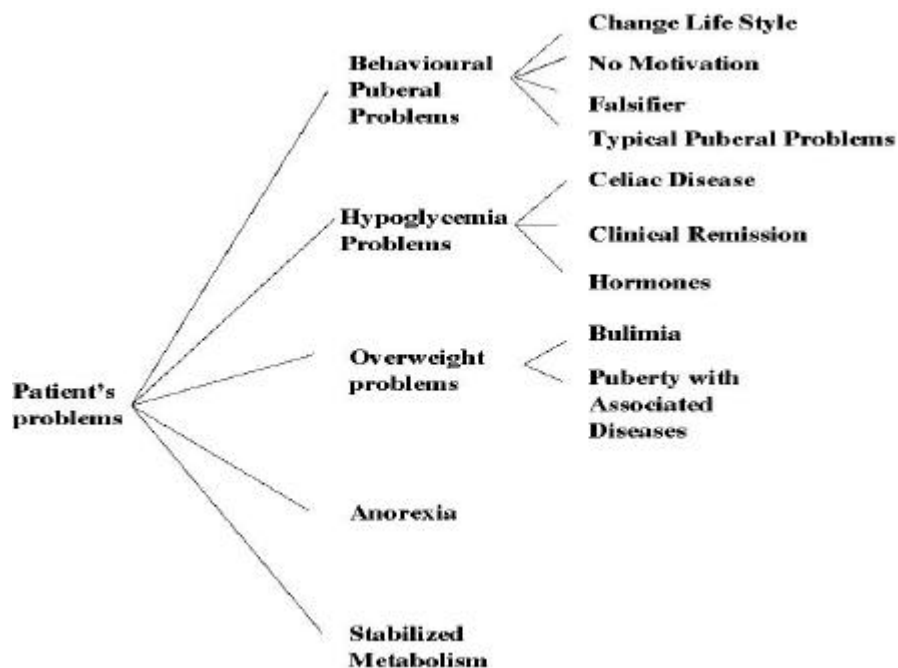 Patient's
problems
Behavioural
Puberal
Problems
Change Life Style
No Motivation
Falsifier
Typical Puberal Problems
Hypoglycemia
Problems
Celiac Disease
Clinical Remission
Hormones
Overweight
problems
Bulimia
Puberty with
Associated
Diseases
Anorexia
Stabilized
Metabolism